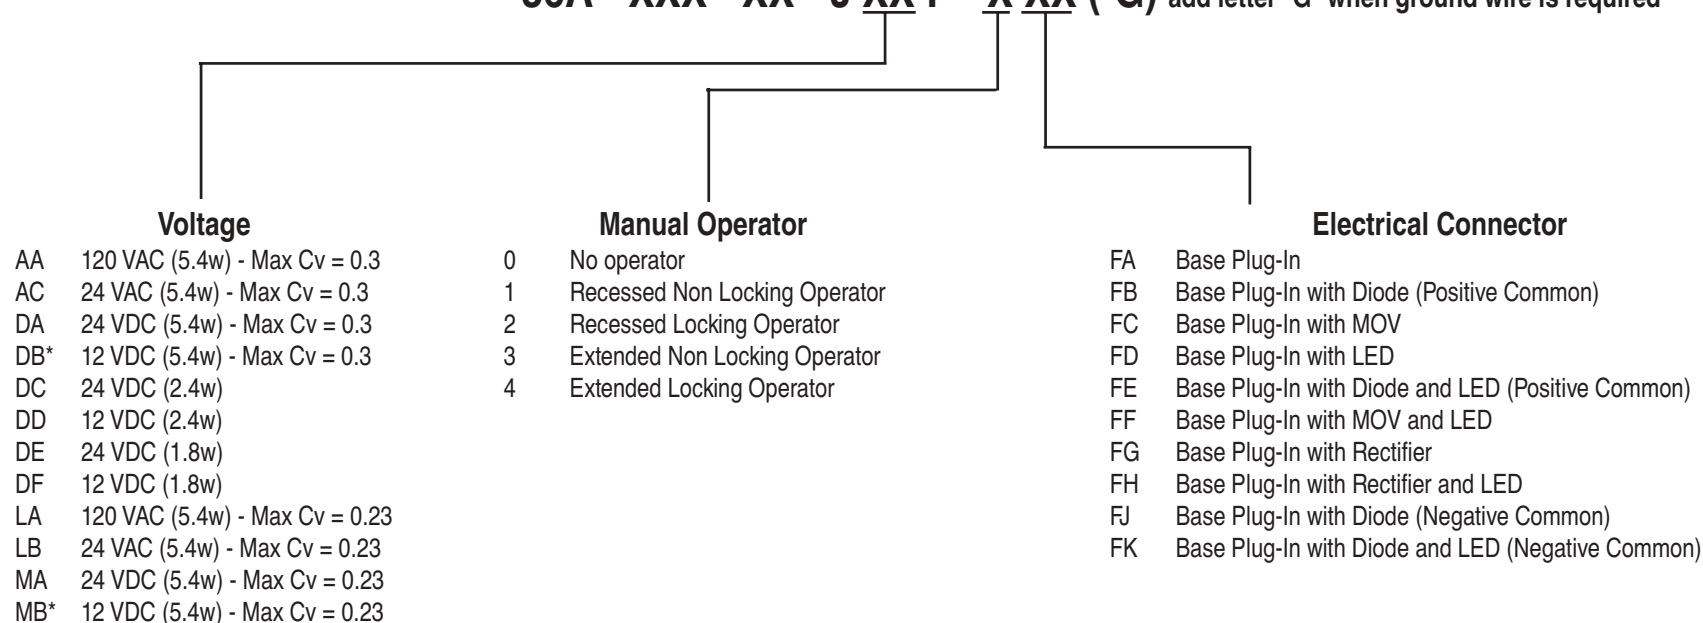 add letter "G" when ground wire is required
Voltage
AA 120 VAC (5.4w) - Max Cv = 0.3
AC 24 VAC (5.4w) - Max Cv = 0.3
DA 24 VDC (5.4w) - Max Cv = 0.3
DB* 12 VDC (5.4w) - Max Cv = 0.3
DC 24 VDC (2.4w)
DD 12 VDC (2.4w)
DE 24 VDC (1.8w)
DF 12 VDC (1.8w)
LA 120 VAC (5.4w) - Max Cv = 0.23
LB 24 VAC (5.4w) - Max Cv = 0.23
MA 24 VDC (5.4w) - Max Cv = 0.23
MB* 12 VDC (5.4w) - Max Cv = 0.23
Manual Operator
0 No operator
1 Recessed Non Locking Operator
2 Recessed Locking Operator
3 Extended Non Locking Operator
4 Extended Locking Operator
Electrical Connector
FA Base Plug-In
FB Base Plug-In with Diode (Positive Common)
FC Base Plug-In with MOV
FD Base Plug-In with LED
FE Base Plug-In with Diode and LED (Positive Common)
FF Base Plug-In with MOV and LED
FG Base Plug-In with Rectifier
FH Base Plug-In with Rectifier and LED
FJ Base Plug-In with Diode (Negative Common)
FK Base Plug-In with Diode and LED (Negative Common)